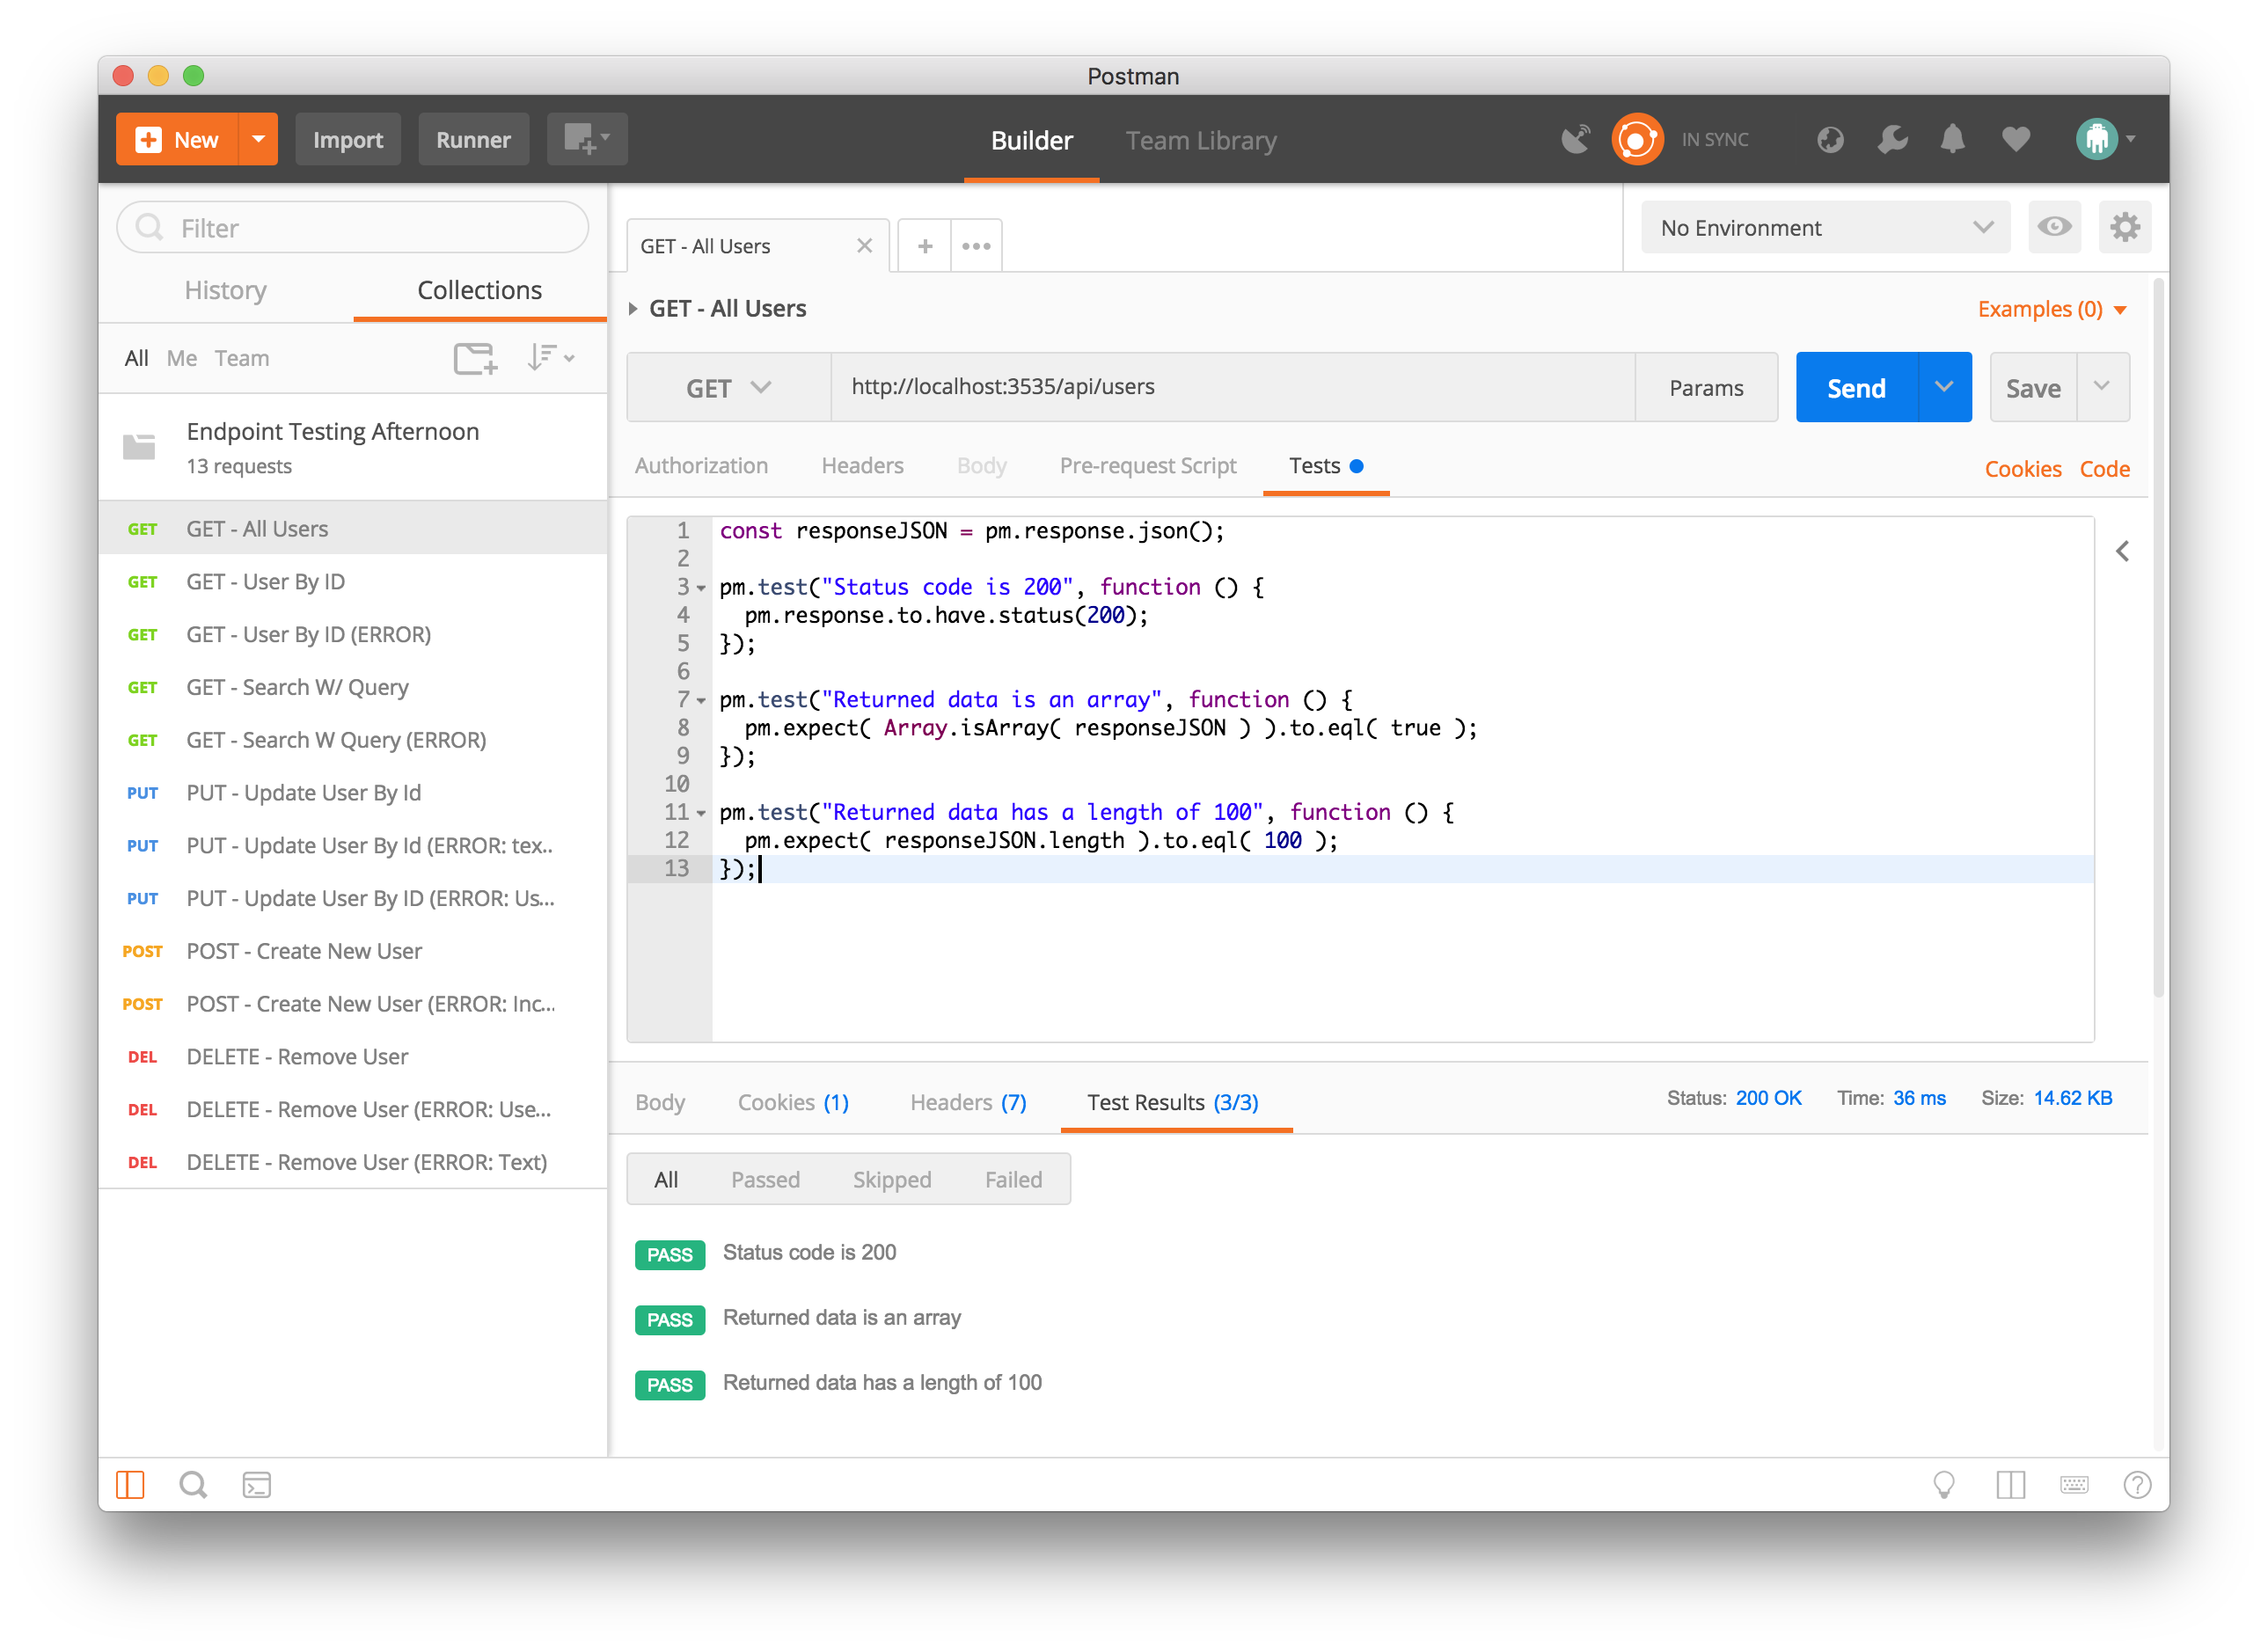 Postman
New
Import
Runner
Builder
Team Library
IN SYNC
Filter
History
Collections
All Me Team
Endpoint Testing Afternoon
13 requests
GET GET - All Users
GET GET - User By ID
GET GET - User By ID (ERROR)
GET GET - Search W/ Query
GET GET - Search W Query (ERROR)
PUT PUT - Update User By Id
PUT PUT - Update User By Id (ERROR: tex...
PUT PUT - Update User By ID (ERROR: Us...
POST POST - Create New User
POST POST - Create New User (ERROR: Inc...
DEL DELETE - Remove User
DEL DELETE - Remove User (ERROR: Use...
DEL DELETE - Remove User (ERROR: Text)
GET - All Users
No Environment
GET - All Users
Examples (0)
GET
http://localhost:3535/api/users
Params
Send
Save
Authorization
Headers
Body
Pre-request Script
Tests
Cookies
Code
1 const responseJSON = pm.response.json();
2
3 pm.test("Status code is 200", function () {
4 pm.response.to.have.status(200);
5 });
6
7 pm.test("Returned data is an array", function () {
8 pm.expect( Array.isArray( responseJSON ) ).to.eql( true );
9 });
10
11 pm.test("Returned data has a length of 100", function () {
12 pm.expect( responseJSON.length ).to.eql( 100 );
13 });
Body
Cookies (1)
Headers (7)
Test Results (3/3)
Status: 200 OK
Time: 36 ms
Size: 14.62 KB
All
Passed
Skipped
Failed
PASS Status code is 200
PASS Returned data is an array
PASS Returned data has a length of 100